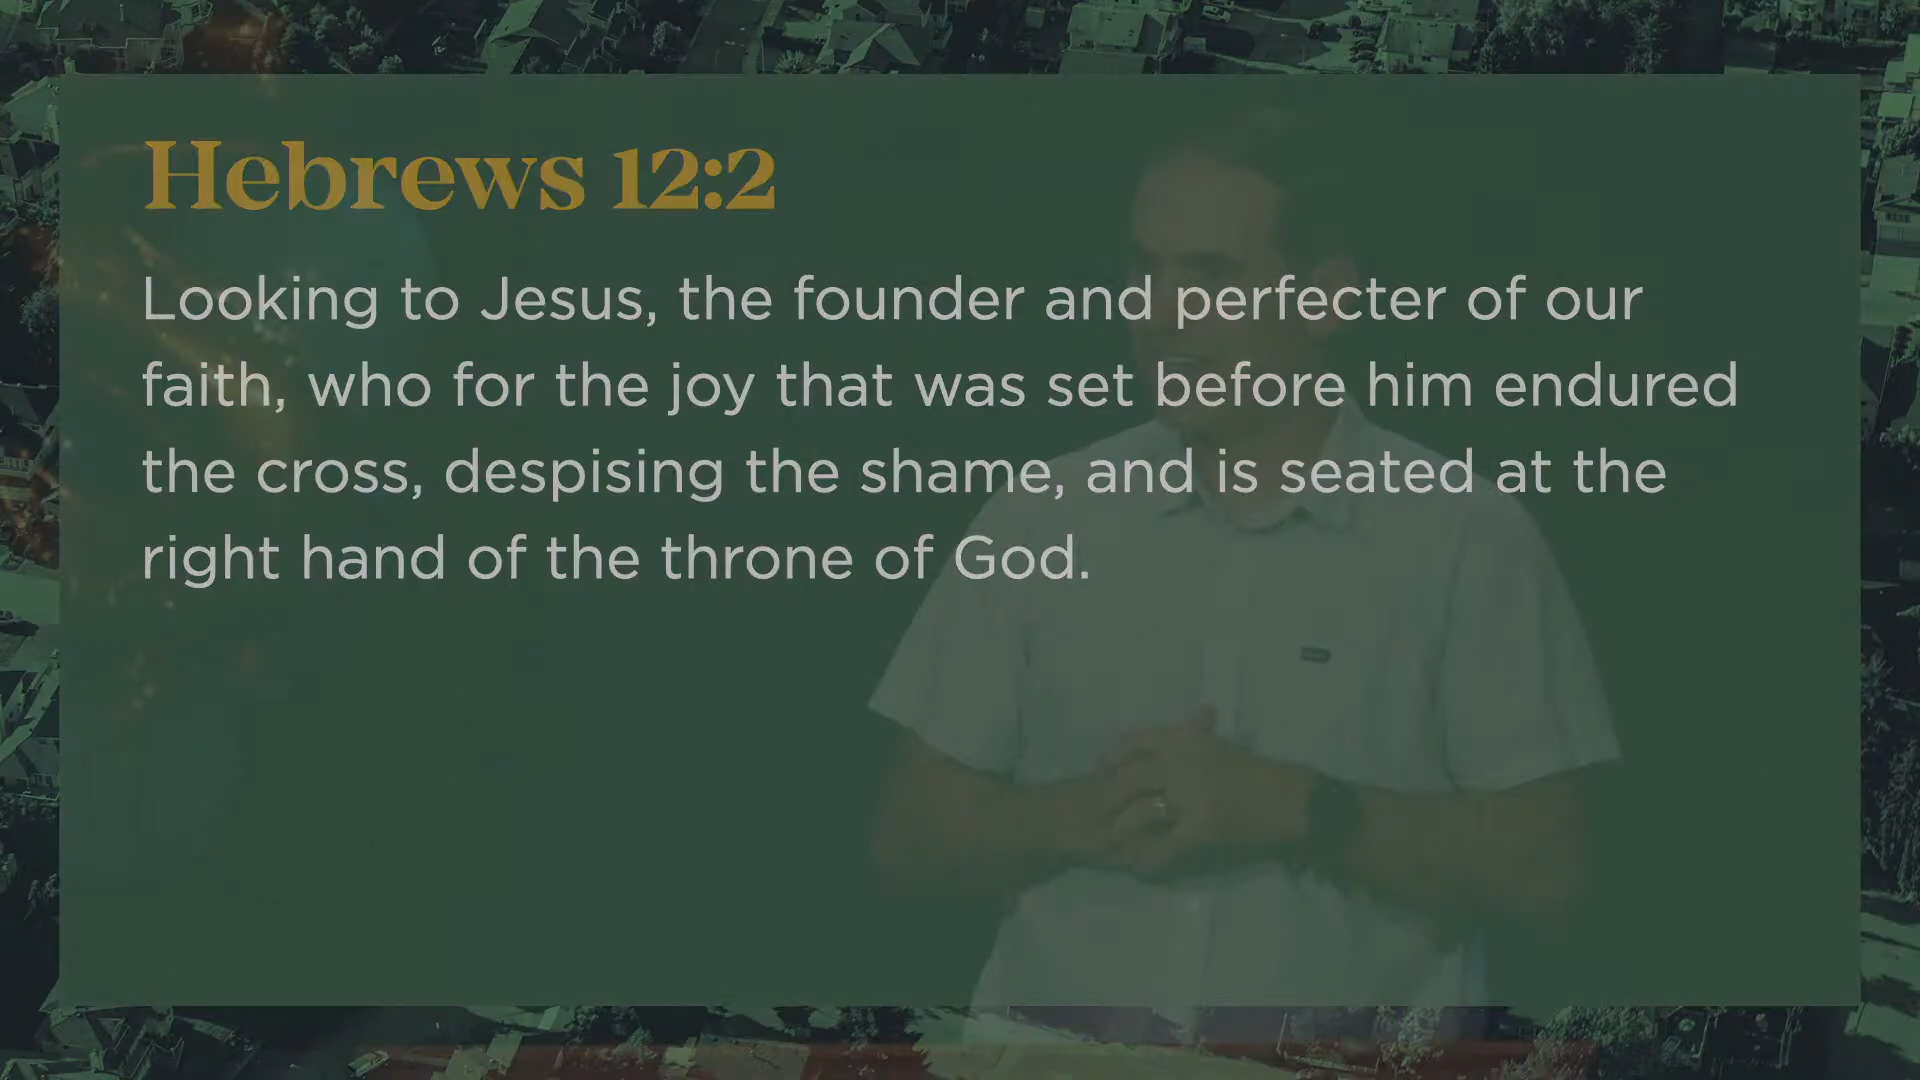 Hebrews 12:2
Looking to Jesus, the founder and perfecter of our
faith, who for the joy that was set before him endured
the cross, despising the shame, and is seated at the
right hand of the throne of God.